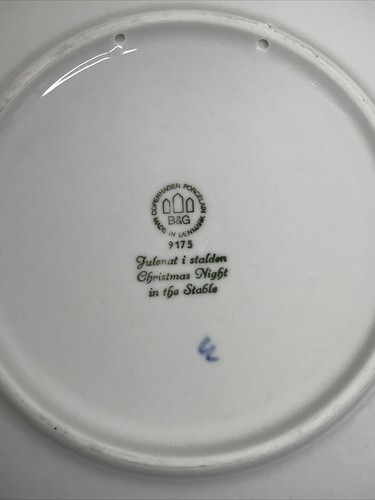 COPENHAGEN PORCELAIN
B&G
MADE IN DENMARK
9175
Julenat i stalden
Christmas Night
in the Stable